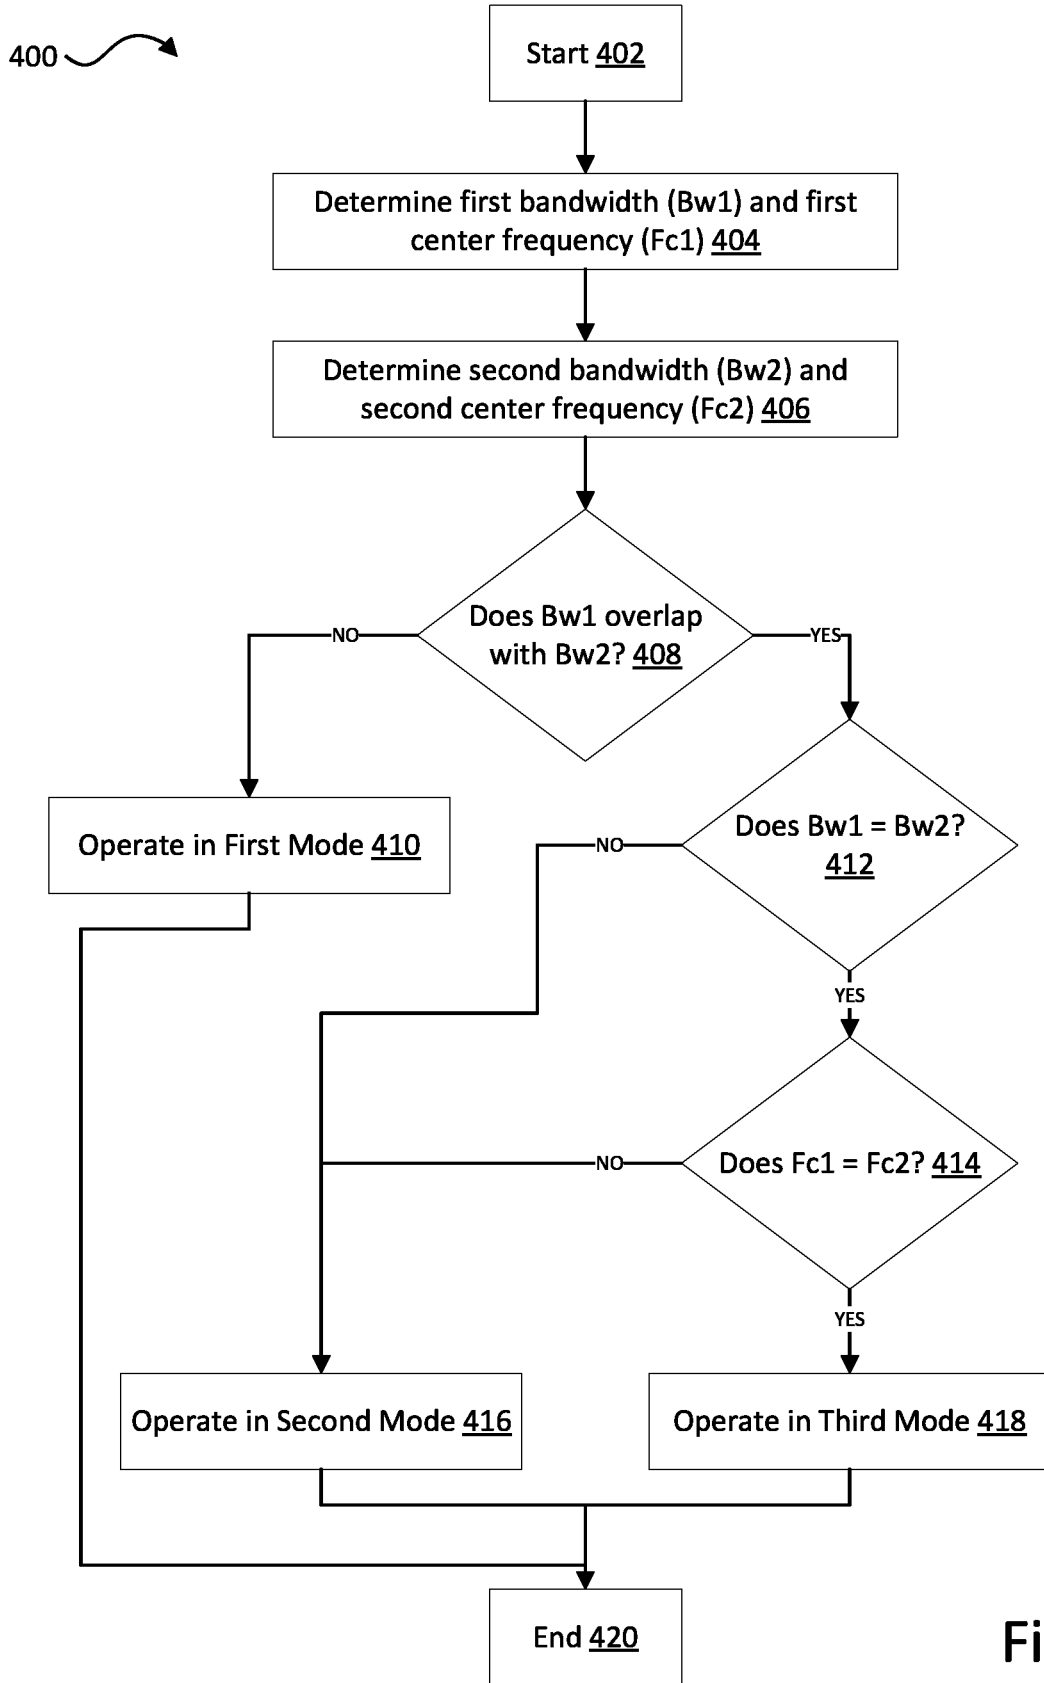 400
Start 402
Determine first bandwidth (Bw1) and first
center frequency (Fc1) 404
Determine second bandwidth (Bw2) and
second center frequency (Fc2) 406
Does Bw1 overlap
with Bw2? 408
NO
YES
Operate in First Mode 410
Does Bw1 = Bw2?
412
NO
YES
Does Fc1 = Fc2? 414
NO
YES
Operate in Second Mode 416
Operate in Third Mode 418
End 420
Fi